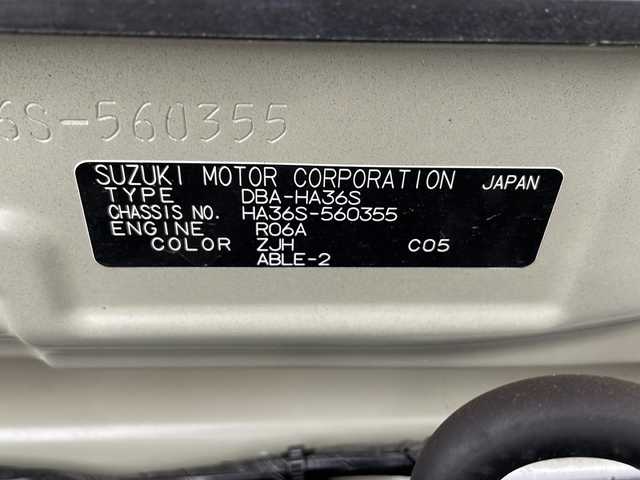 6S-560355
SUZUKI MOTOR CORPORATION JAPAN
TYPE DBA-HA36S
CHASSIS NO. HA36S-560355
ENGINE R06A
COLOR ZJH C05
ABLE-2